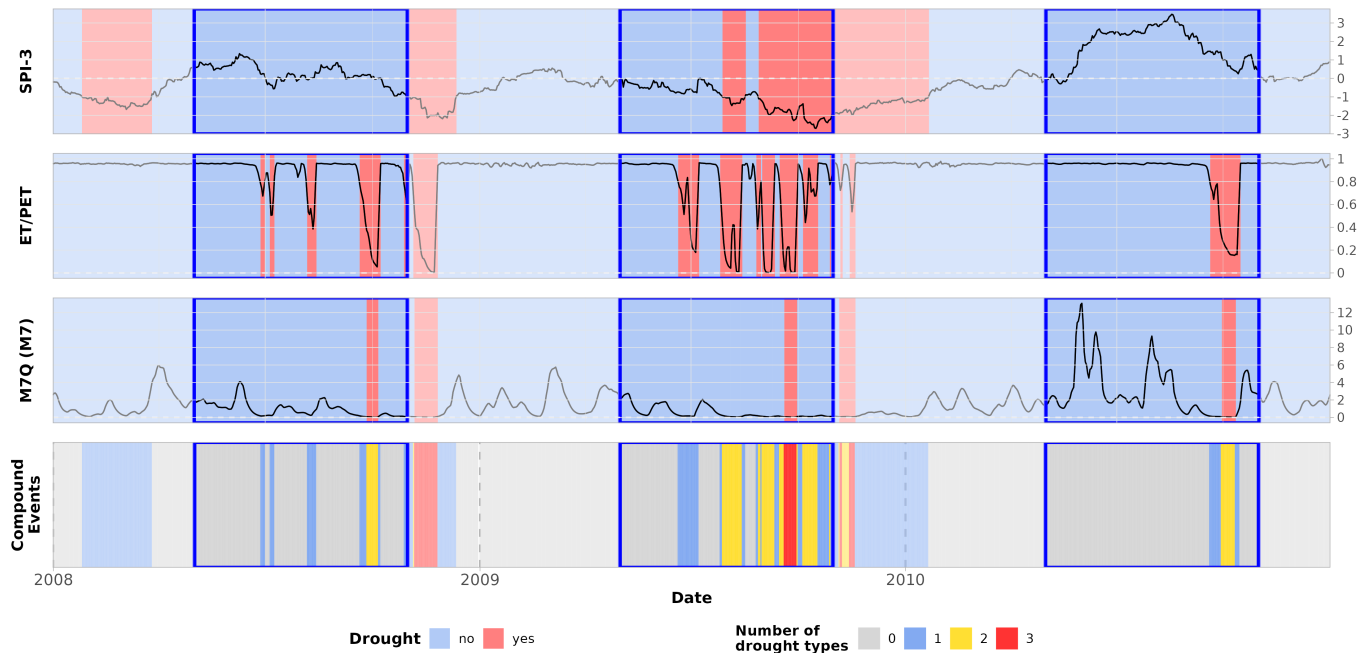 SPI-3
3
2
1
0
-1
-2
-3
ET/PET
1
0.8
0.6
0.4
0.2
0
M7Q (M7)
12
10
8
6
4
2
0
Compound
Events
2008 2009 2010
Date
Drought no yes
Number of
drought types 0 1 2 3